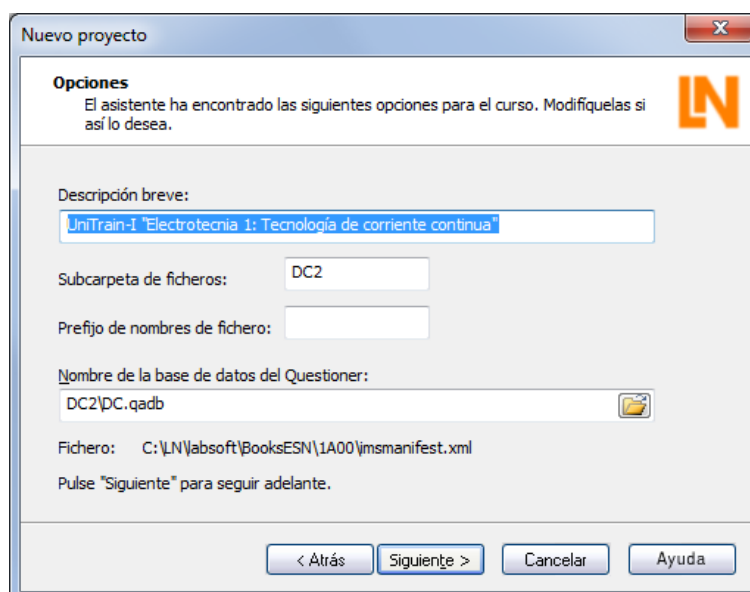 Nuevo proyecto
x
Opciones
El asistente ha encontrado las siguientes opciones para el curso. Modifíquelas si
así lo desea.
LN
Descripción breve:
UniTrain-I "Electrotecnia 1: Tecnología de corriente continua"
Subcarpeta de ficheros: DC2
Prefijo de nombres de fichero:
Nombre de la base de datos del Questioner:
DC2\DC.qadb
Fichero: C:\LN\labsoft\BooksESN\1A00\imsmanifest.xml
Pulse "Siguiente" para seguir adelante.
< Atrás Siguiente > Cancelar Ayuda